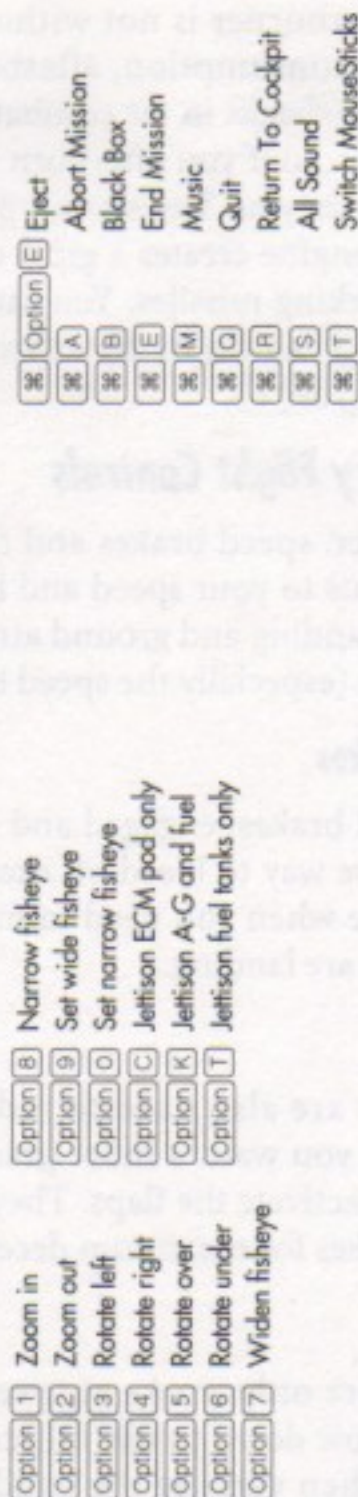 Option 1 Zoom in
Option 2 Zoom out
Option 3 Rotate left
Option 4 Rotate right
Option 5 Rotate over
Option 6 Rotate under
Option 7 Widen fisheye
Option 8 Narrow fisheye
Option 9 Set wide fisheye
Option 0 Set narrow fisheye
Option C Jettison ECM pod only
Option K Jettison A-G and fuel
Option T Jettison fuel tanks only
⌘ Option E Eject
⌘ A Abort Mission
⌘ B Black Box
⌘ E End Mission
⌘ M Music
⌘ Q Quit
⌘ R Return To Cockpit
⌘ S All Sound
⌘ T Switch Mouse/Stick